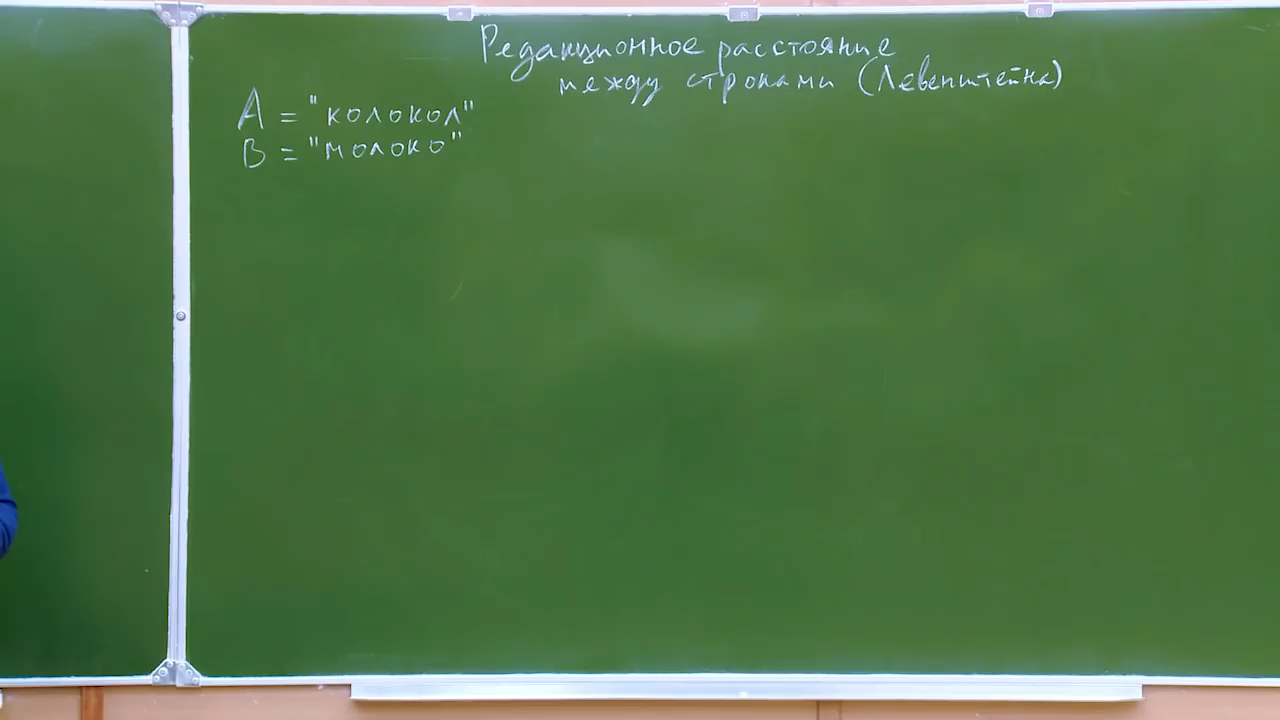 Редакционное расстояние
между строками (Левенштейна)
A = "колокол"
B = "молоко"